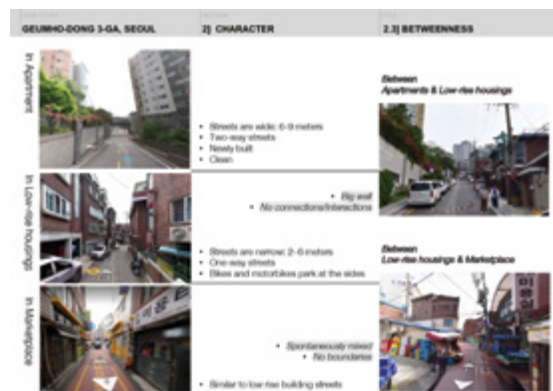 GEUMHO-DONG 3-GA, SEOUL
2] CHARACTER
2.3] BETWEENNESS
In Apartment
• Streets are wide: 6-9 meters
• Two-way streets
• Newly built
• Clean
Between
Apartments & Low-rise housings
• Big wall
• No connections/interactions
In Low-rise housings
• Streets are narrow: 2-6 meters
• One-way streets
• Bikes and motorbikes park at the sides
Between
Low-rise housings & Marketplace
• Spontaneously mixed
• No boundaries
In Marketplace
• Similar to low rise building streets
미용실